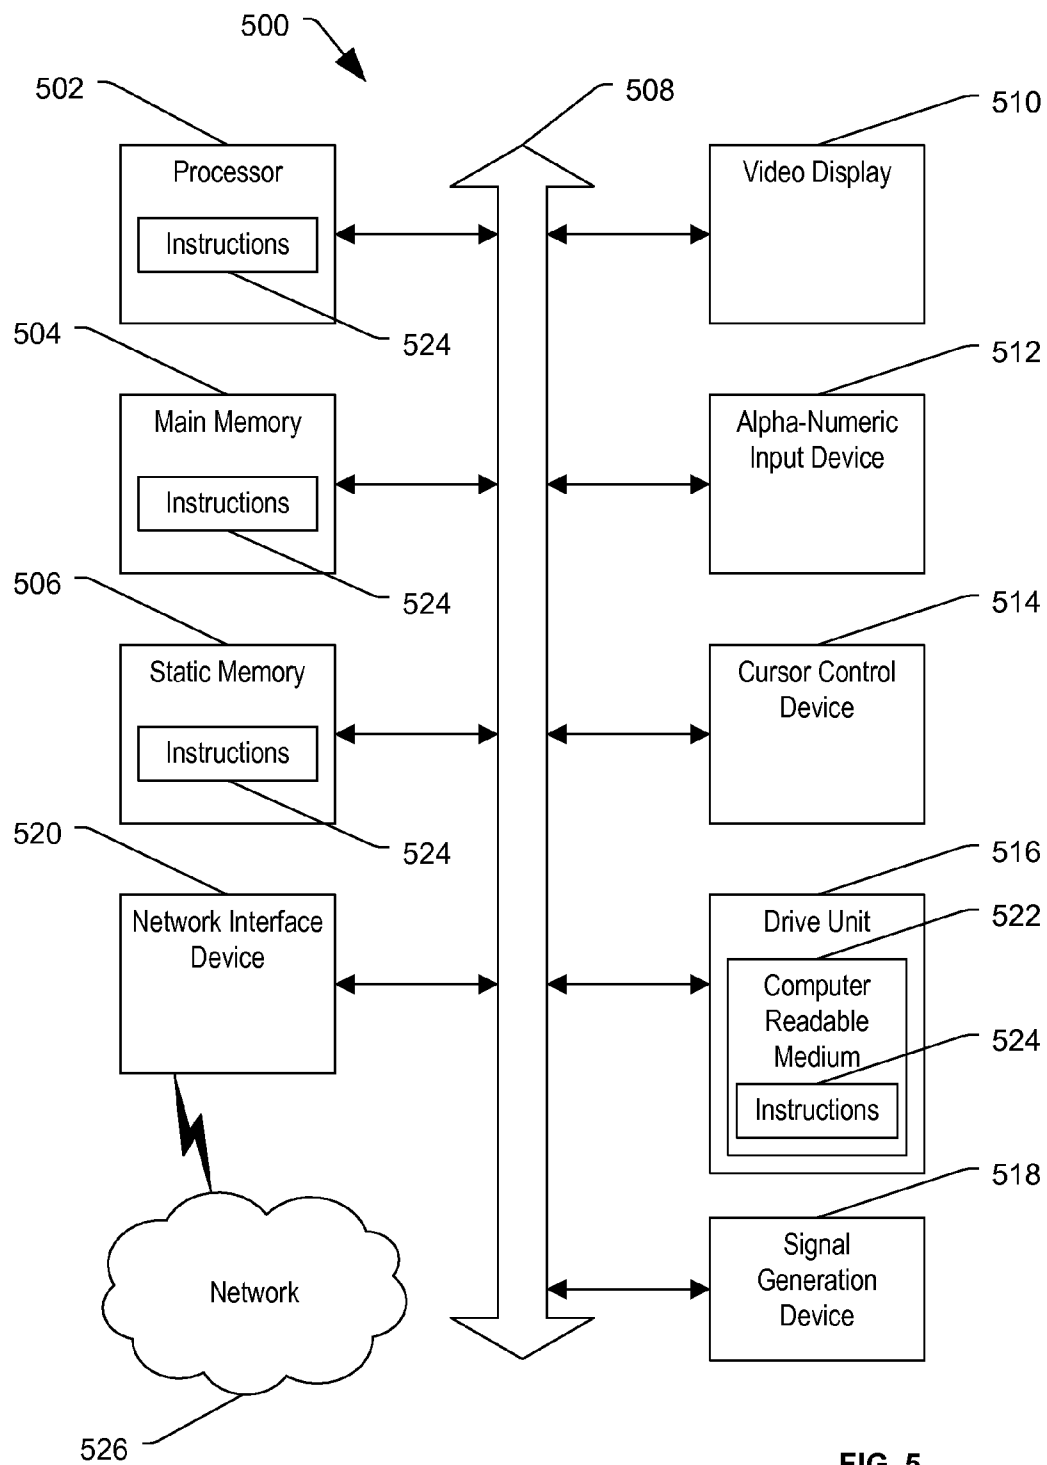 500
502
508
510
Processor
Instructions
524
Video Display
504
512
Main Memory
Instructions
524
Alpha-Numeric
Input Device
506
514
Static Memory
Instructions
524
Cursor Control
Device
520
516
Network Interface
Device
Drive Unit
522
Computer
Readable
Medium
524
Instructions
518
Signal
Generation
Device
Network
526
FIG. 5